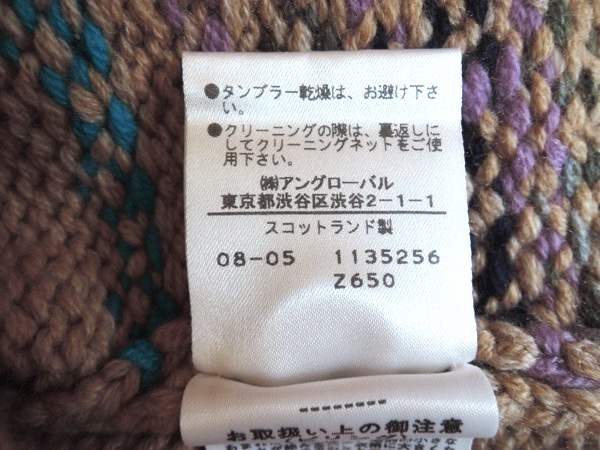 ●タンブラー乾燥は、お避け下さ
い。
●クリーニングの際は、裏返しに
してクリーニングネットをご使
用下さい。
㈱アングローバル
東京都渋谷区渋谷2-1-1
スコットランド製
08-05 1135256
Z650
--------
お取扱い上の御注意